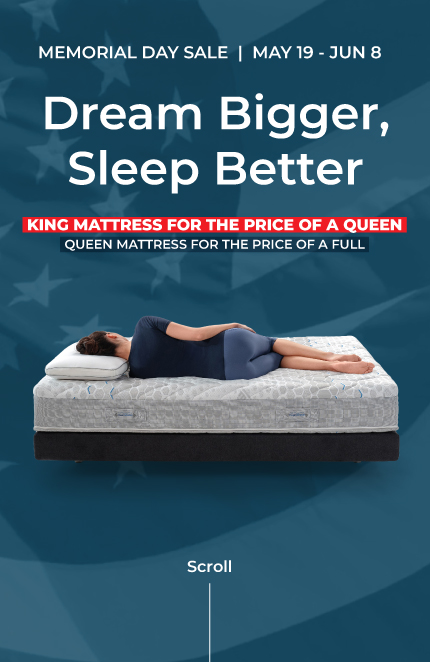 MEMORIAL DAY SALE | MAY 19 - JUN 8
Dream Bigger,
Sleep Better
KING MATTRESS FOR THE PRICE OF A QUEEN
QUEEN MATTRESS FOR THE PRICE OF A FULL
Scroll